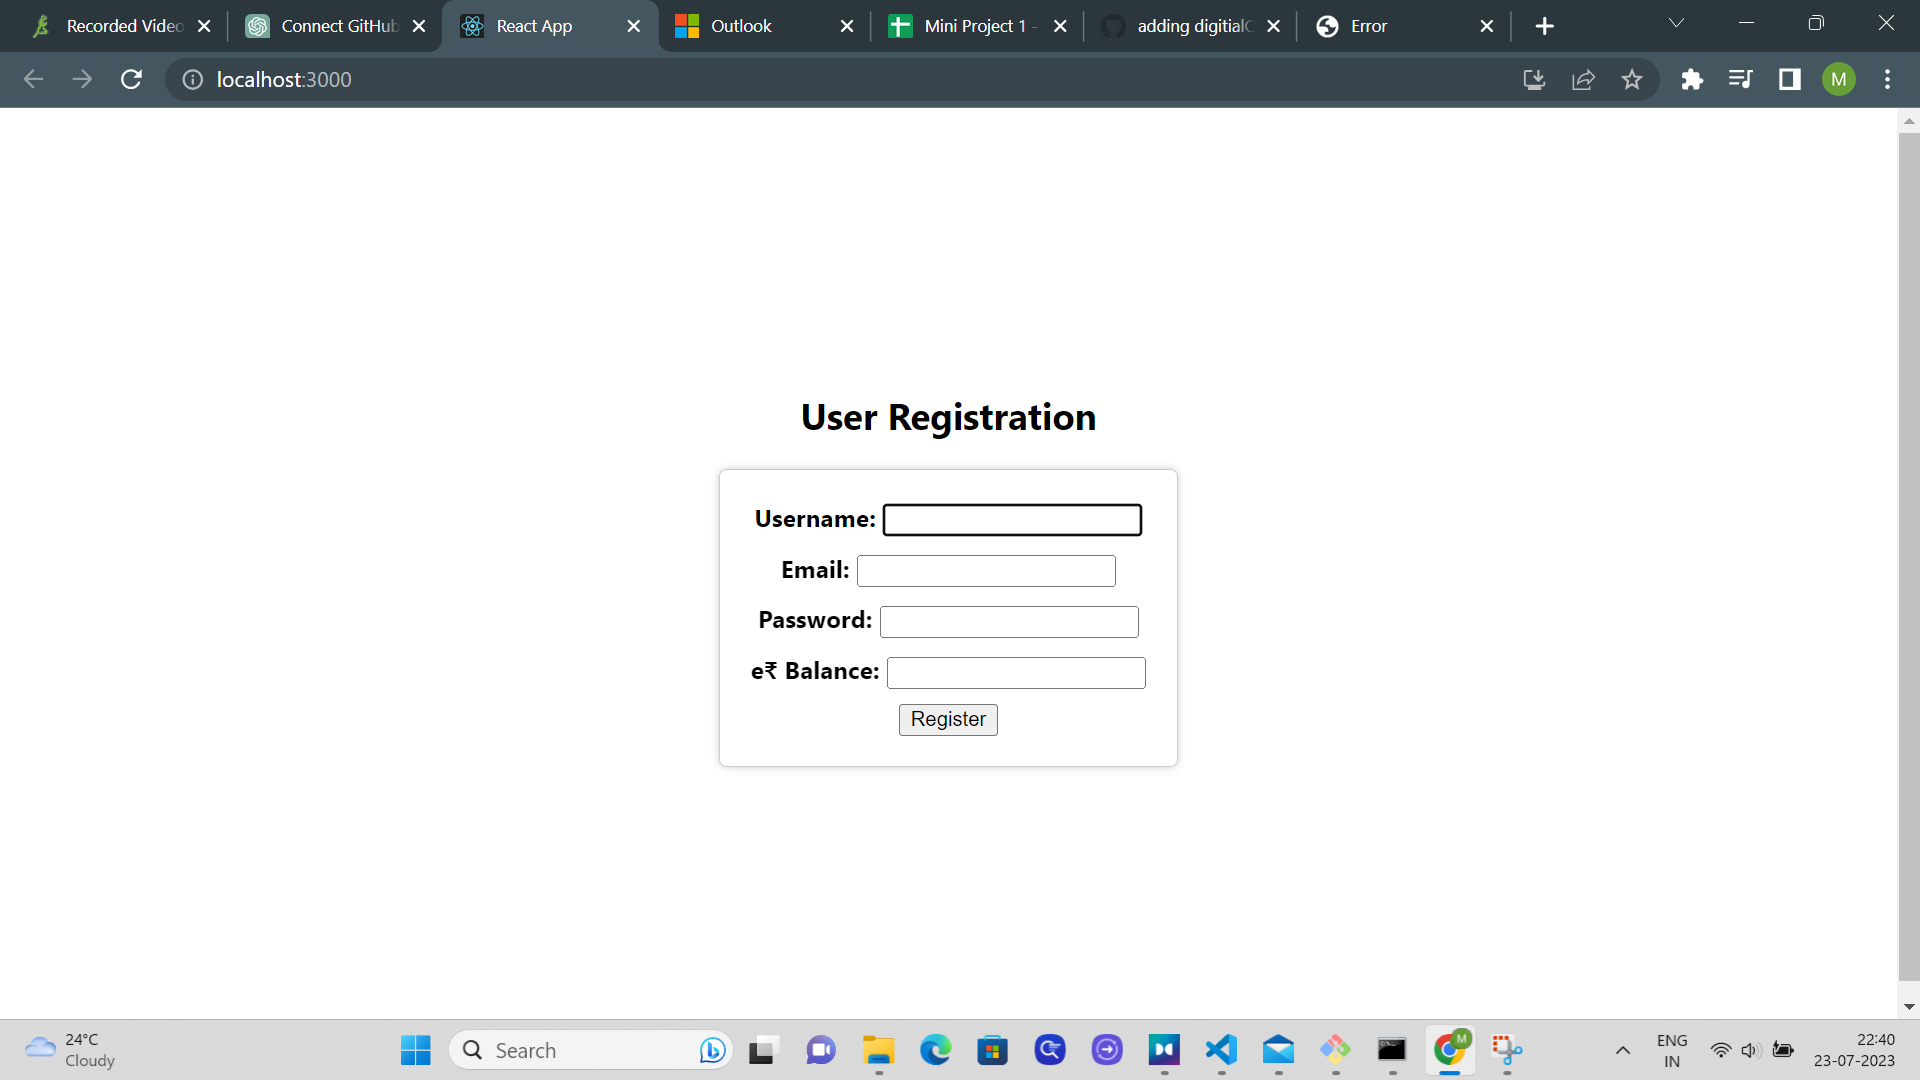 Recorded Video
Connect GitHub
React App
Outlook
Mini Project 1 -
adding digitialC
Error
localhost:3000
M
User Registration
Username:
Email:
Password:
e₹ Balance:
Register
24°C
Cloudy
Search
M
ENG
IN
22:40
23-07-2023